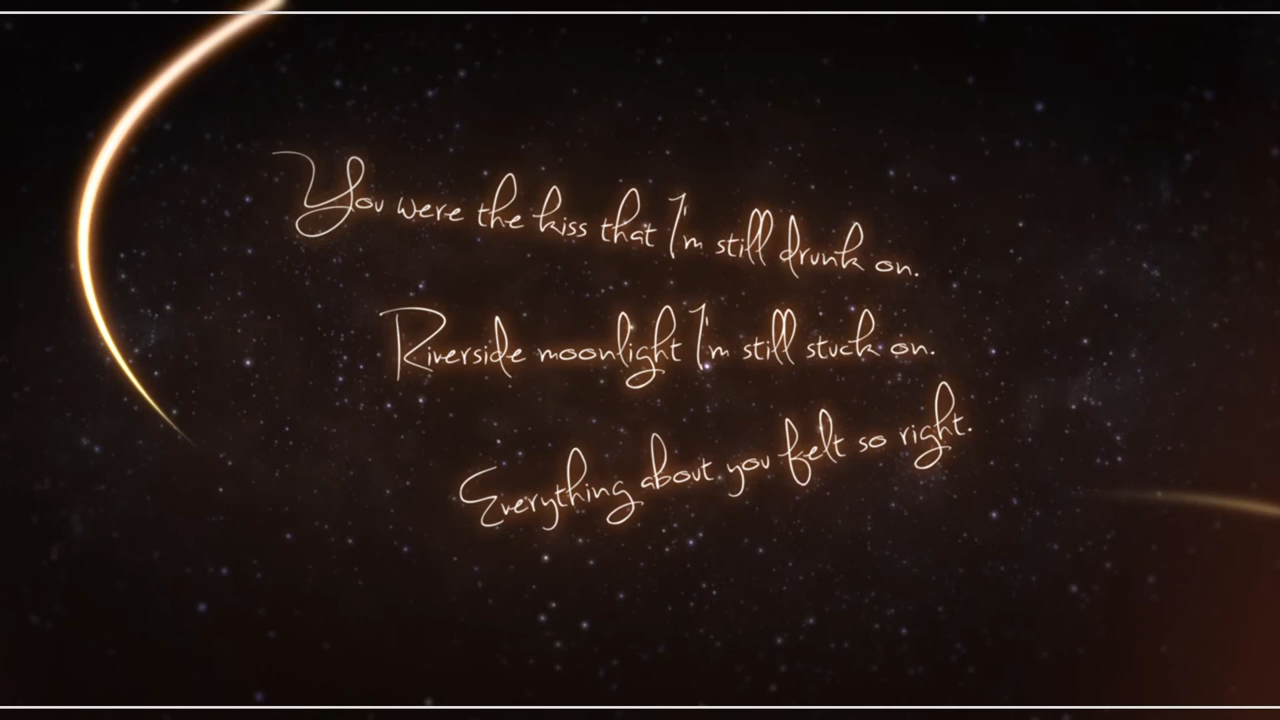 You were the kiss that I'm still drunk on.
Riverside moonlight I'm still stuck on.
Everything about you felt so right.